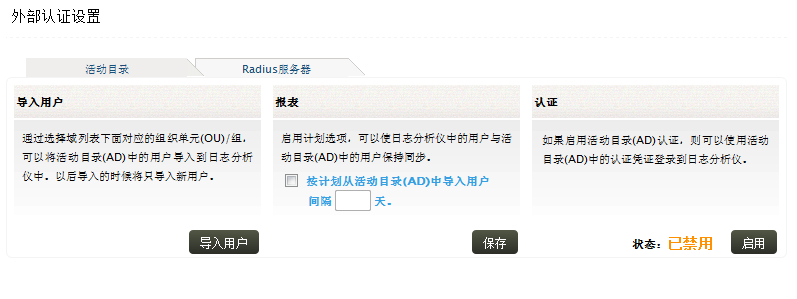 外部认证设置
活动目录
Radius服务器
导入用户
通过选择域列表下面对应的组织单元(OU)/组，
可以将活动目录(AD)中的用户导入到日志分析
仪中。以后导入的时候将只导入新用户。
导入用户
报表
启用计划选项，可以使日志分析仪中的用户与活
动目录(AD)中的用户保持同步。
按计划从活动目录(AD)中导入用户
间隔 天。
保存
认证
如果启用活动目录(AD)认证，则可以使用活动
目录(AD)中的认证凭证登录到日志分析仪。
状态：已禁用
启用